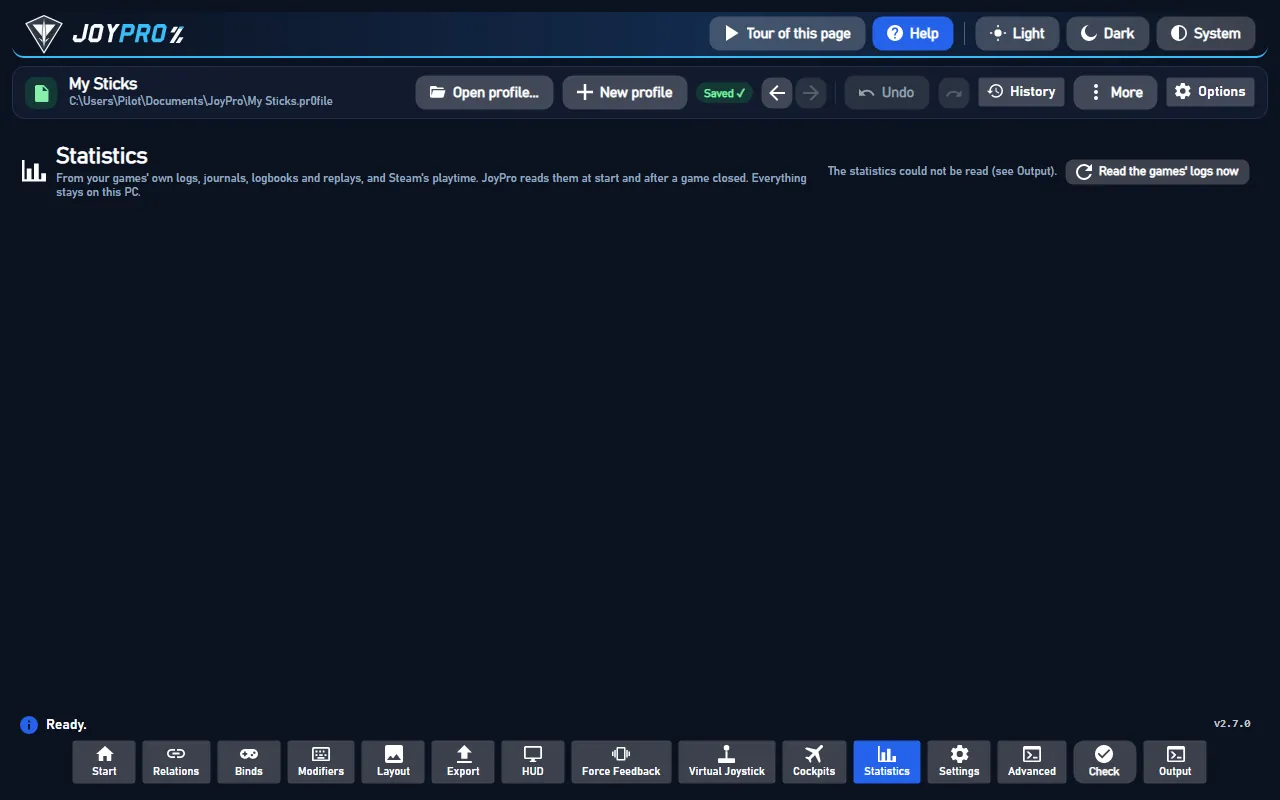 JOYPRO
Tour of this page
Help
Light
Dark
System
My Sticks
C:\Users\Pilot\Documents\JoyPro\My Sticks.pr0file
Open profile...
New profile
Saved ✓
Undo
History
More
Options
Statistics
From your games' own logs, journals, logbooks and replays, and Steam's playtime. JoyPro reads them at start and after a game closed. Everything
stays on this PC.
The statistics could not be read (see Output).
Read the games' logs now
Ready.
v2.7.0
Start
Relations
Binds
Modifiers
Layout
Export
HUD
Force Feedback
Virtual Joystick
Cockpits
Statistics
Settings
Advanced
Check
Output